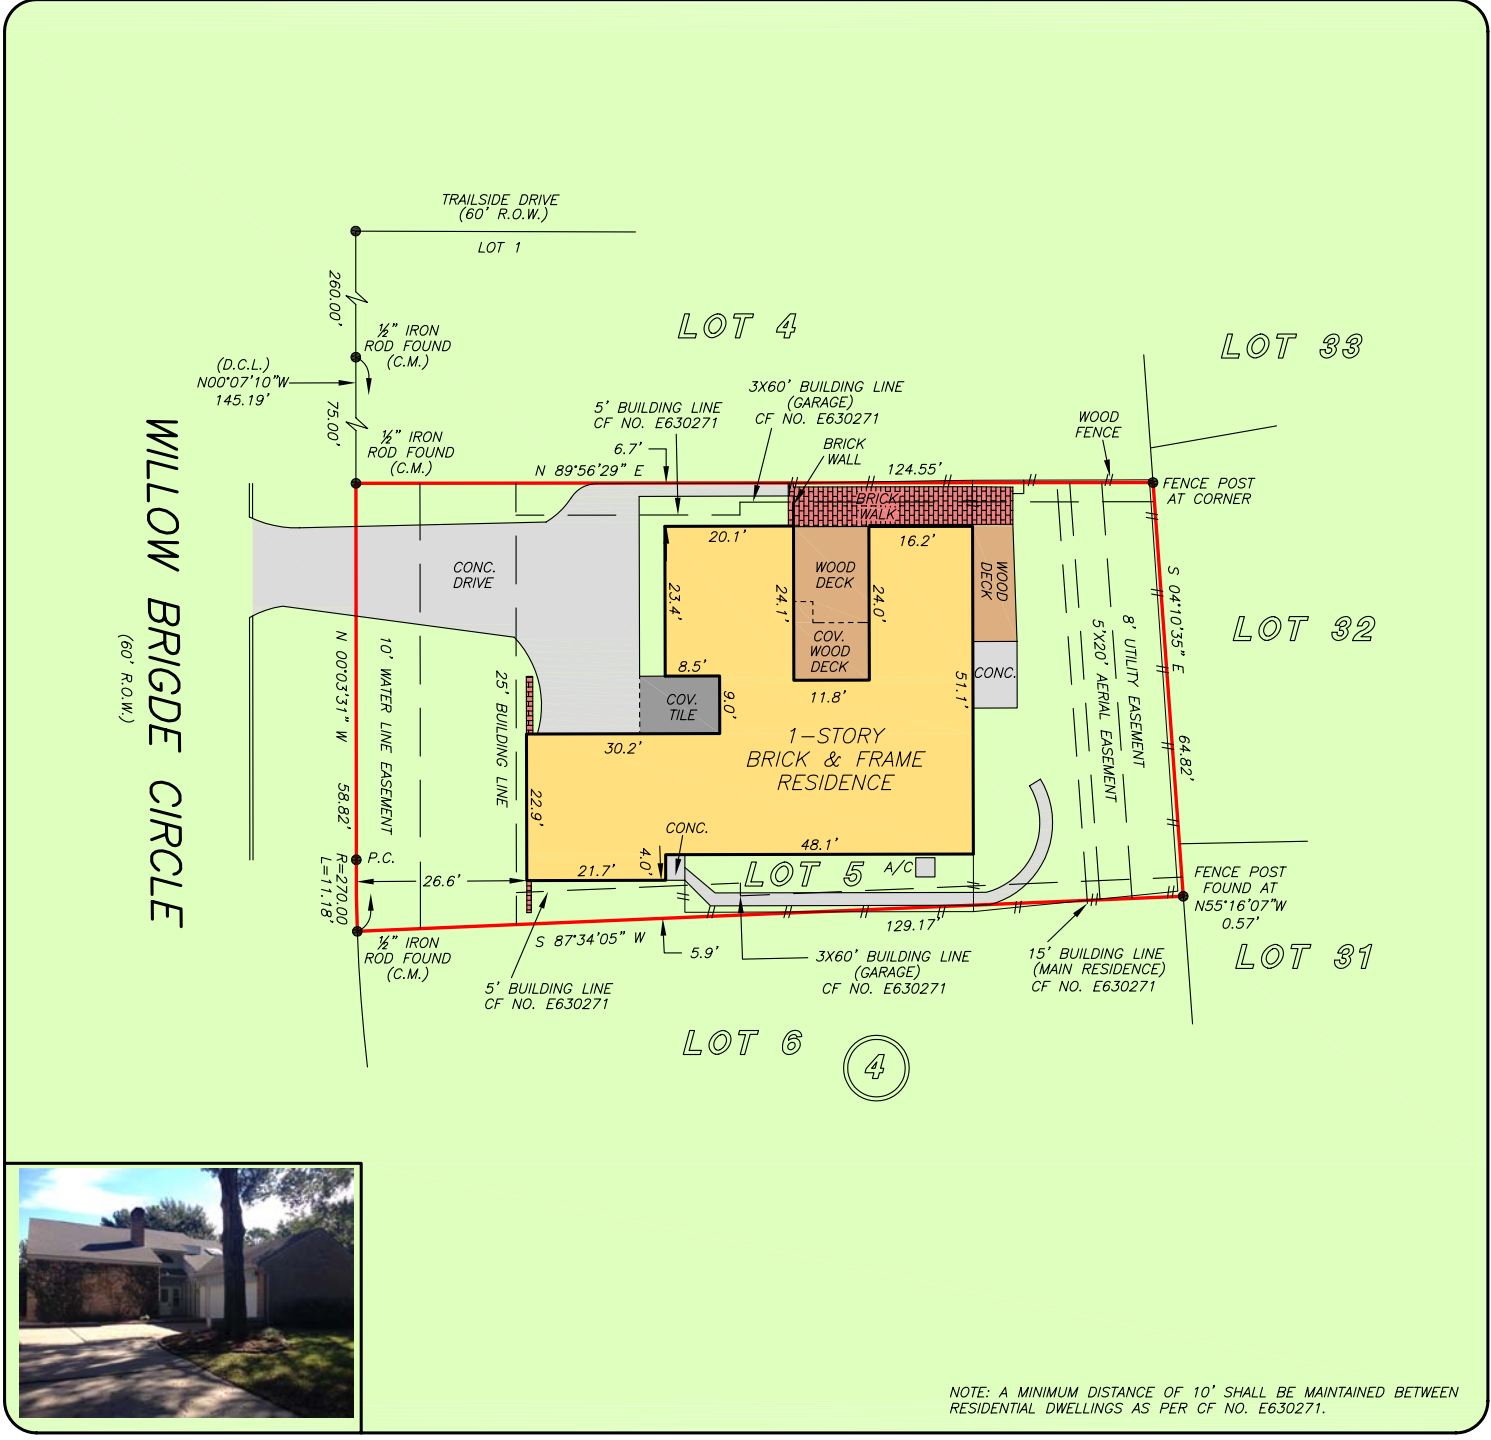 TRAILSIDE DRIVE
(60' R.O.W.)
LOT 1
260.00'
½" IRON
ROD FOUND
(C.M.)
(D.C.L.)
N00°07'10"W
145.19'
75.00'
½" IRON
ROD FOUND
(C.M.)
LOT 4
LOT 33
3X60' BUILDING LINE
(GARAGE)
CF NO. E630271
5' BUILDING LINE
CF NO. E630271
BRICK
WALL
WOOD
FENCE
6.7'
N 89°56'29" E
124.55'
FENCE POST
AT CORNER
BRICK
WALK
20.1'
16.2'
CONC.
DRIVE
WOOD
DECK
WOOD
DECK
23.4'
24.1'
24.0'
COV.
WOOD
DECK
8.5'
11.8'
51.1'
CONC.
COV.
TILE
9.0'
30.2'
1-STORY
BRICK & FRAME
RESIDENCE
S 04°10'35" E
64.82'
8' UTILITY EASEMENT
5'X20' AERIAL EASEMENT
LOT 32
WILLOW BRIGDE CIRCLE
(60' R.O.W.)
N 00°03'31" W
58.82'
10' WATER LINE EASEMENT
25' BUILDING LINE
22.9'
P.C.
R=270.00
L=11.18'
26.6'
CONC.
4.0'
48.1'
21.7'
LOT 5
A/C
FENCE POST
FOUND AT
N55°16'07"W
0.57'
½" IRON
ROD FOUND
(C.M.)
S 87°34'05" W
5.9'
129.17'
5' BUILDING LINE
CF NO. E630271
3X60' BUILDING LINE
(GARAGE)
CF NO. E630271
15' BUILDING LINE
(MAIN RESIDENCE)
CF NO. E630271
LOT 31
LOT 6
4
NOTE: A MINIMUM DISTANCE OF 10' SHALL BE MAINTAINED BETWEEN
RESIDENTIAL DWELLINGS AS PER CF NO. E630271.